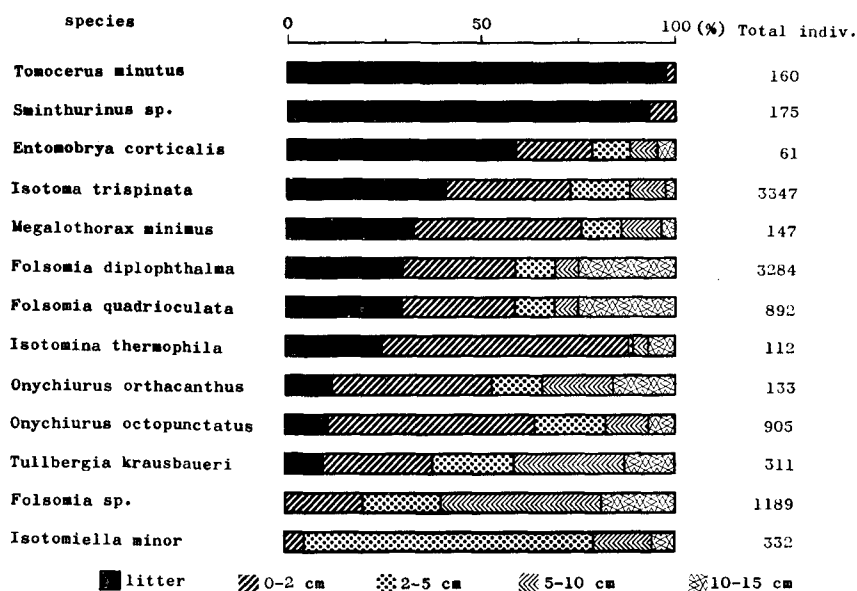 species 0 50 100 (%) Total indiv.
Tomocerus minutus 160
Sminthurinus sp. 175
Entomobrya corticalis 61
Isotoma trispinata 3347
Megalothorax minimus 147
Folsomia diplophthalma 3284
Folsomia quadrioculata 892
Isotomina thermophila 112
Onychiurus orthacanthus 133
Onychiurus octopunctatus 905
Tullbergia krausbaueri 311
Folsomia sp. 1189
Isotomiella minor 332
litter 0-2 cm 2-5 cm 5-10 cm 10-15 cm